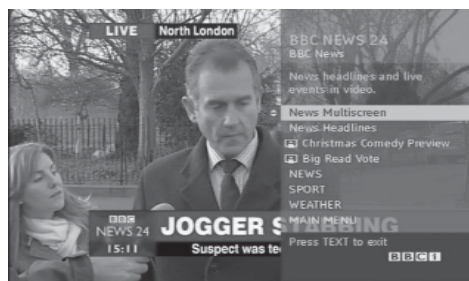 LIVE North London
BBC NEWS 24
BBC News
News headlines and live
events in video.
News Multiscreen
News Headlines
Christmas Comedy Preview
Big Read Vote
NEWS
SPORT
WEATHER
MAIN MENU
Press TEXT to exit
BBC 1
BBC
NEWS 24
15:11
JOGGER STABBING
Suspect was